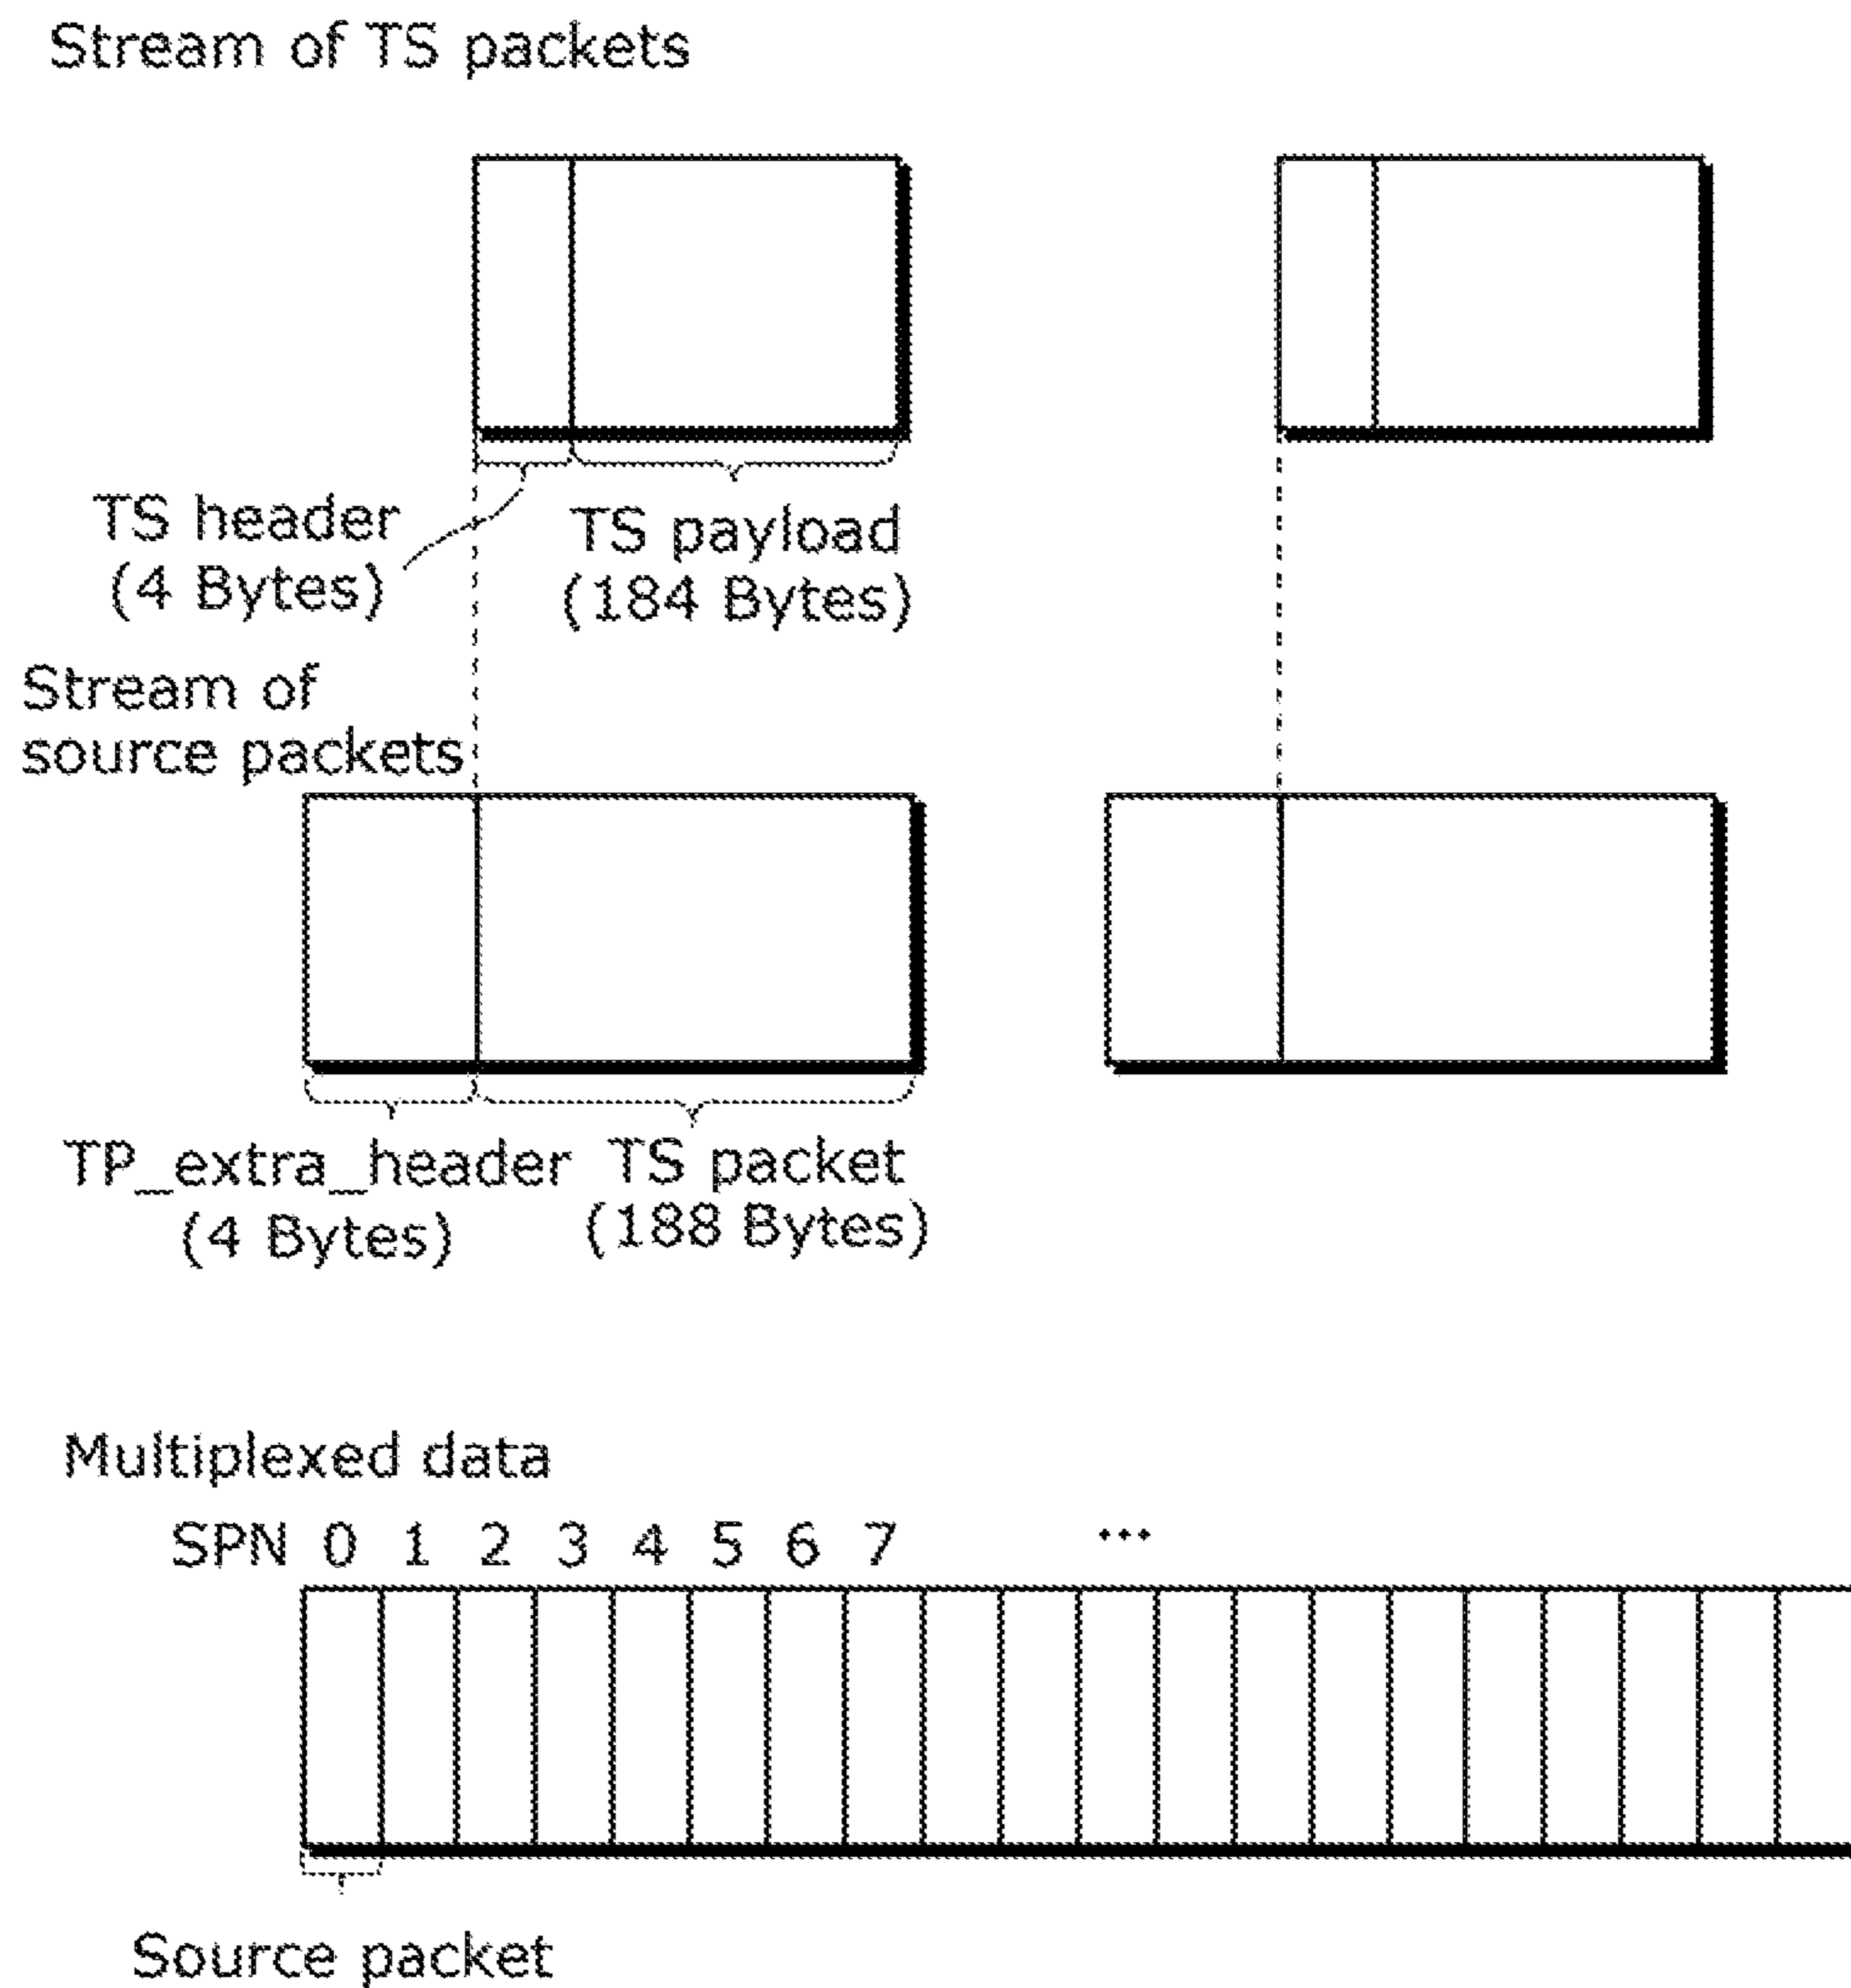 Stream of TS packets
TS header
(4 Bytes)
TS payload
(184 Bytes)
Stream of
source packets
TP_extra_header
(4 Bytes)
TS packet
(188 Bytes)
Multiplexed data
SPN 0 1 2 3 4 5 6 7 ...
Source packet